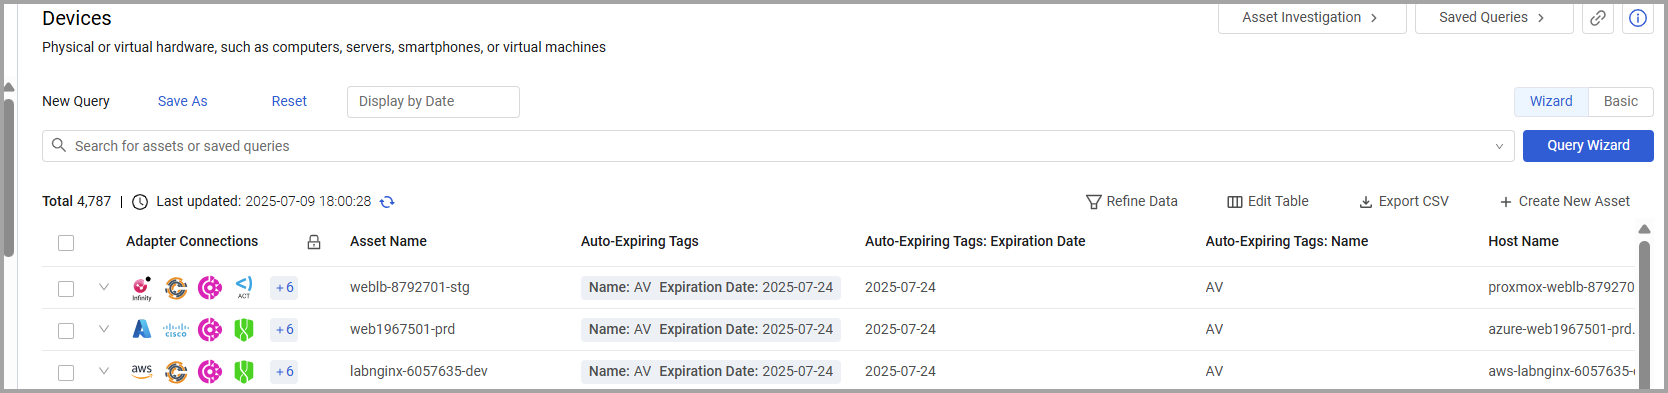 Devices
Asset Investigation
Saved Queries
Physical or virtual hardware, such as computers, servers, smartphones, or virtual machines
New Query Save As Reset Display by Date
Wizard Basic
Search for assets or saved queries
Query Wizard
Total 4,787 | Last updated: 2025-07-09 18:00:28
Refine Data Edit Table Export CSV + Create New Asset
Adapter Connections Asset Name Auto-Expiring Tags Auto-Expiring Tags: Expiration Date Auto-Expiring Tags: Name Host Name
Infinity ACT +6 weblb-8792701-stg Name: AV Expiration Date: 2025-07-24 2025-07-24 AV proxmox-weblb-879270
cisco +6 web1967501-prd Name: AV Expiration Date: 2025-07-24 2025-07-24 AV azure-web1967501-prd.
aws +6 labnginx-6057635-dev Name: AV Expiration Date: 2025-07-24 2025-07-24 AV aws-labnginx-6057635-